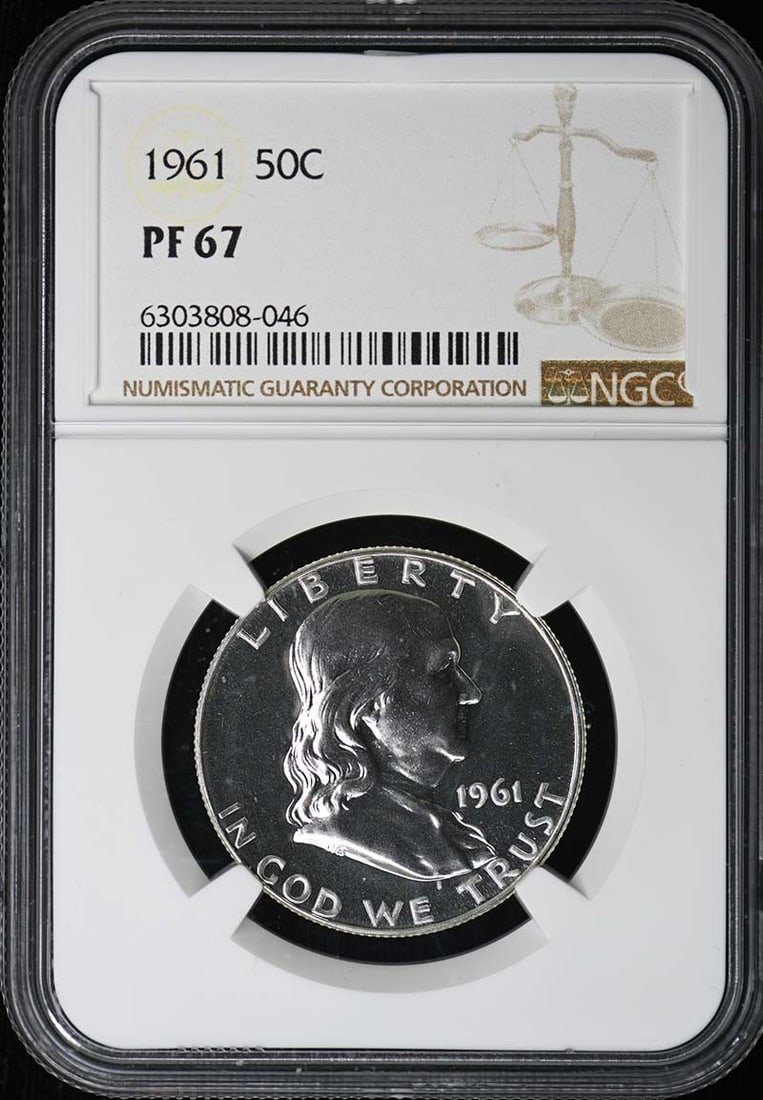 1961 50C
PF 67
6303808-046
NUMISMATIC GUARANTY CORPORATION NGC
LIBERTY
1961
IN GOD WE TRUST